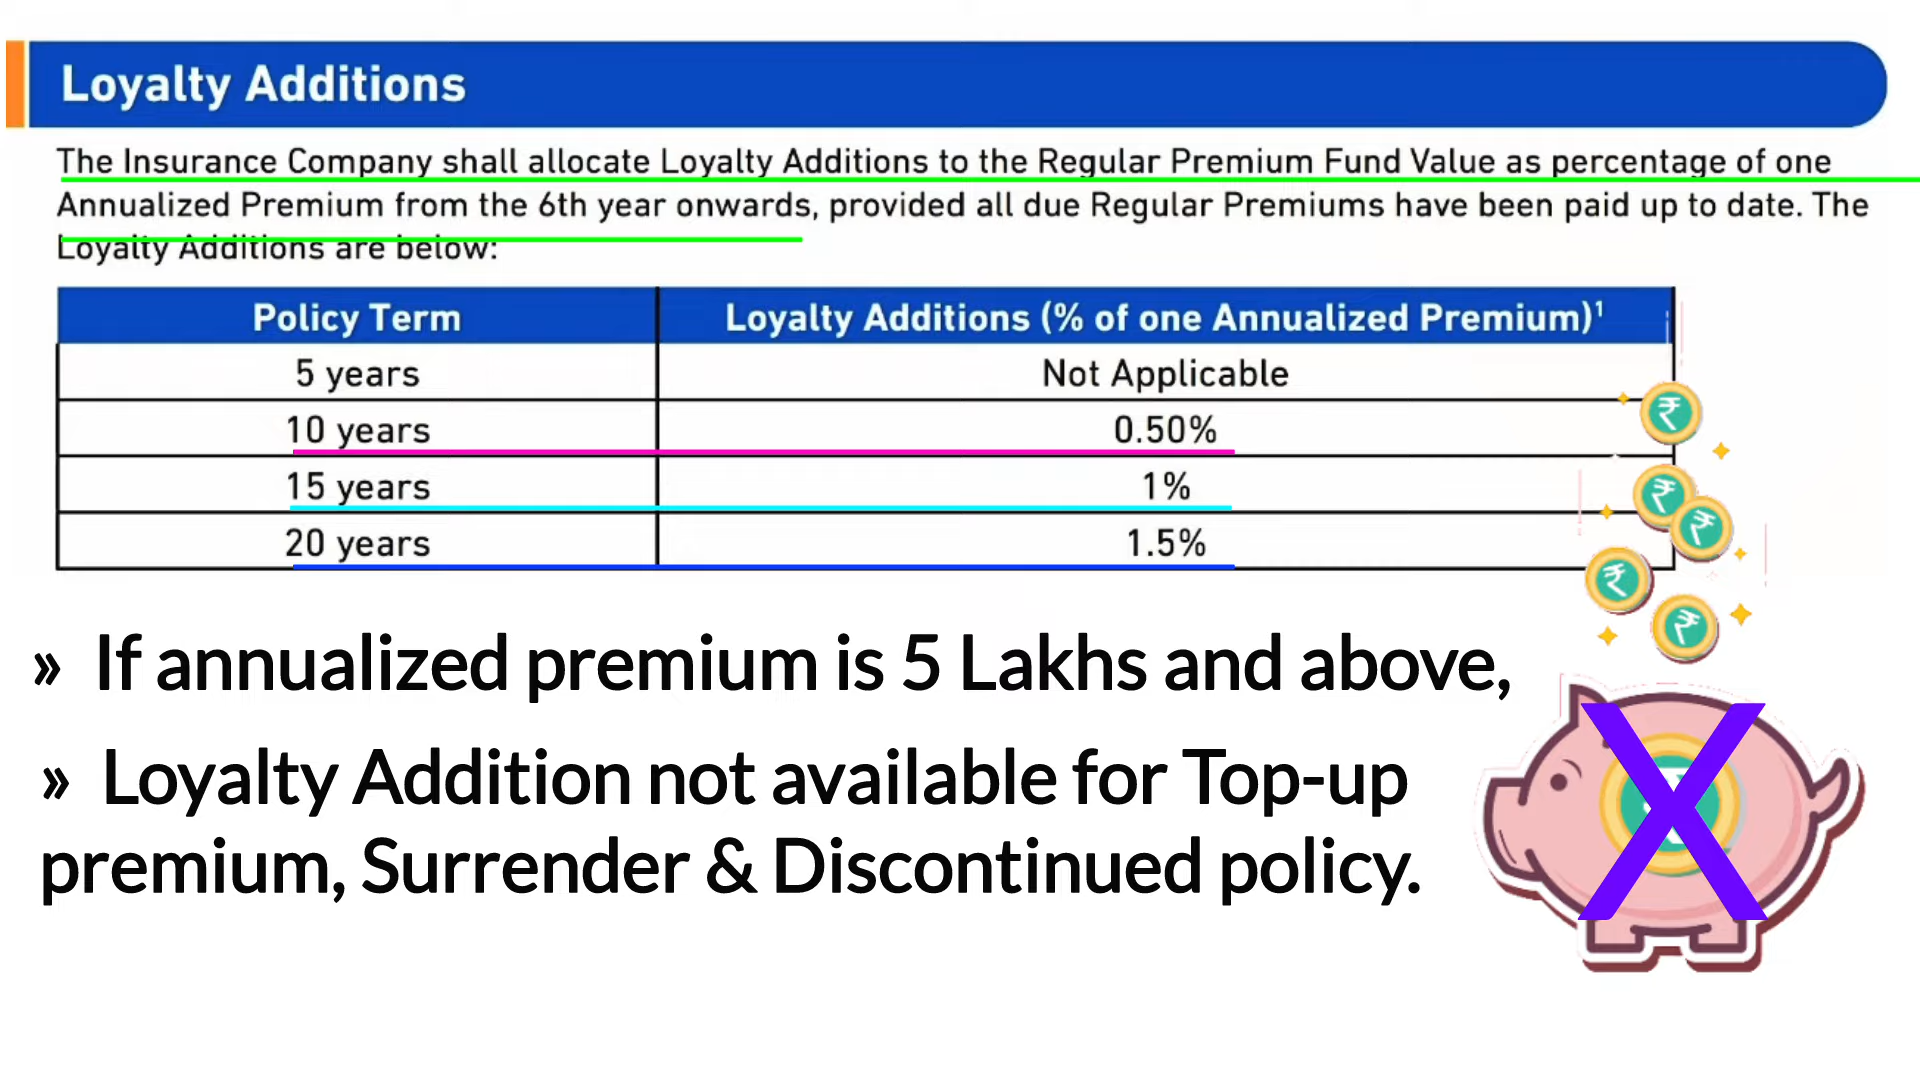 Loyalty Additions
The Insurance Company shall allocate Loyalty Additions to the Regular Premium Fund Value as percentage of one
Annualized Premium from the 6th year onwards, provided all due Regular Premiums have been paid up to date. The
Loyalty Additions are below:
Policy Term Loyalty Additions (% of one Annualized Premium)¹
5 years Not Applicable
10 years 0.50%
15 years 1%
20 years 1.5%
» If annualized premium is 5 Lakhs and above,
» Loyalty Addition not available for Top-up
premium, Surrender & Discontinued policy.
₹
₹
₹
₹
₹
X